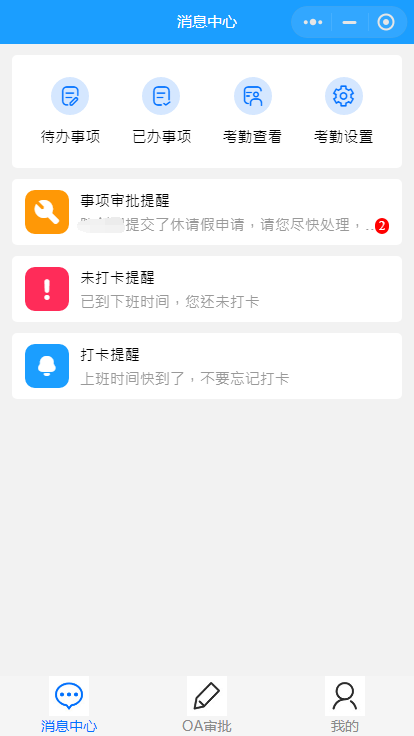 消息中心
待办事项
已办事项
考勤查看
考勤设置
事项审批提醒
提交了休请假申请，请您尽快处理，...
2
未打卡提醒
已到下班时间，您还未打卡
打卡提醒
上班时间快到了，不要忘记打卡
消息中心
OA审批
我的